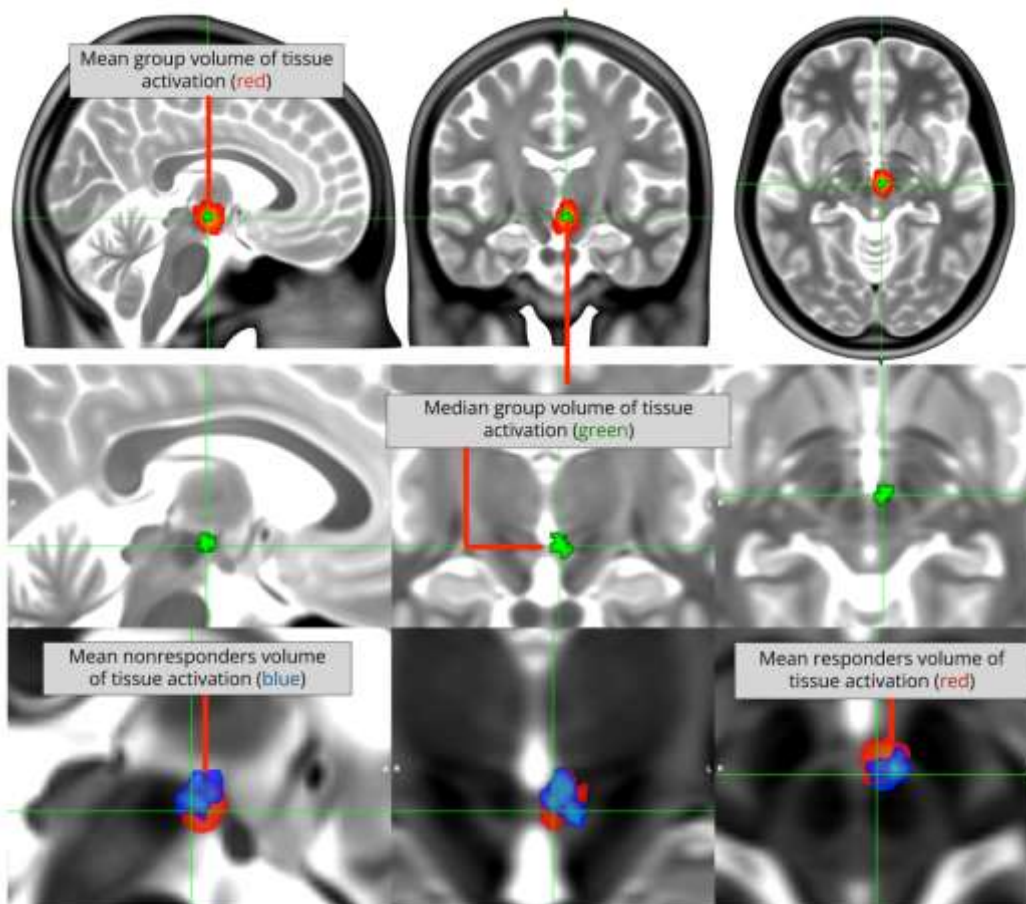 Mean group volume of tissue
activation (red)
Median group volume of tissue
activation (green)
Mean nonresponders volume
of tissue activation (blue)
Mean responders volume of
tissue activation (red)